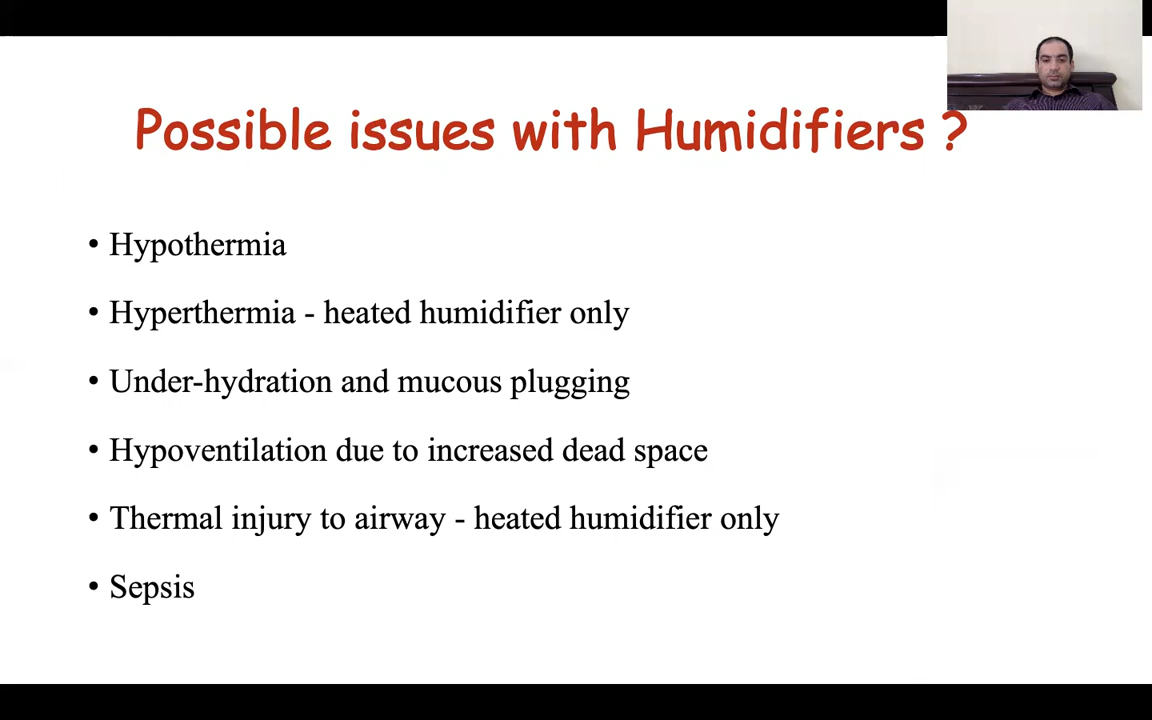 Possible issues with Humidifiers ?
• Hypothermia
• Hyperthermia - heated humidifier only
• Under-hydration and mucous plugging
• Hypoventilation due to increased dead space
• Thermal injury to airway - heated humidifier only
• Sepsis